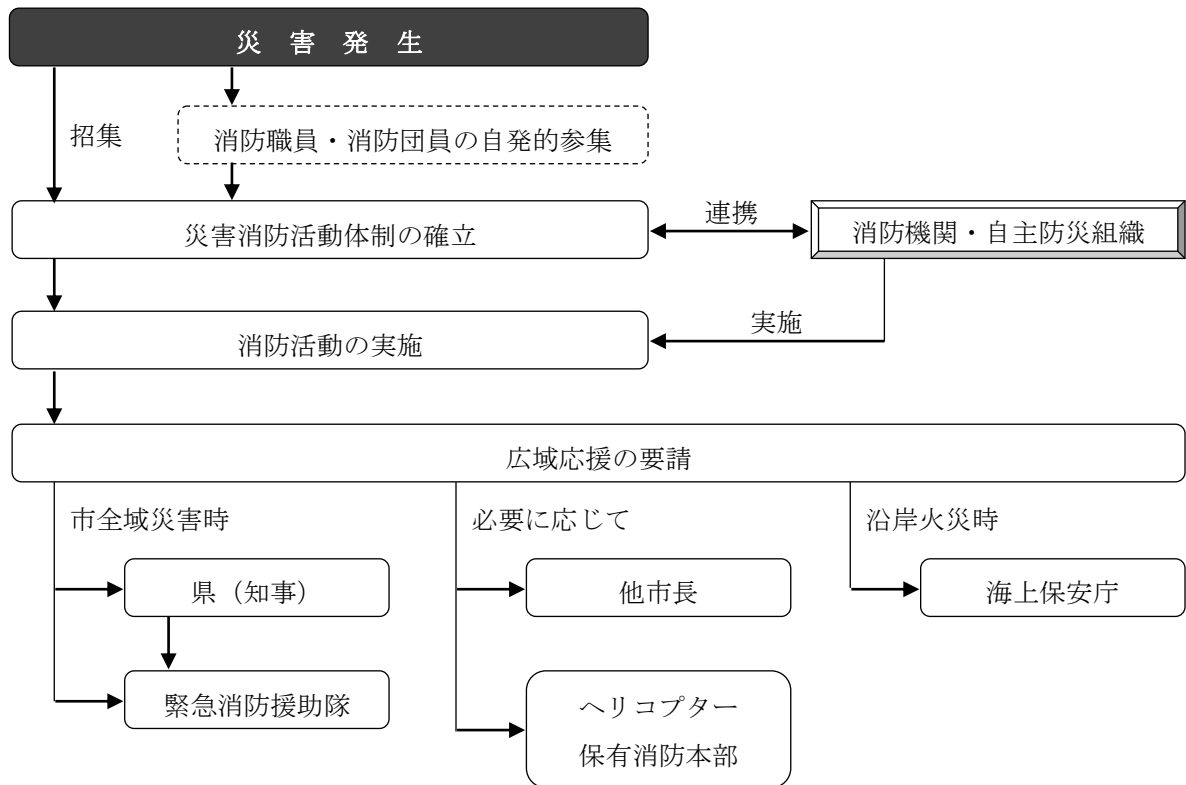 災 害 発 生
招集
消防職員・消防団員の自発的参集
災害消防活動体制の確立
連携
消防機関・自主防災組織
消防活動の実施
実施
広域応援の要請
市全域災害時
必要に応じて
沿岸火災時
県（知事）
他市長
海上保安庁
緊急消防援助隊
ヘリコプター
保有消防本部